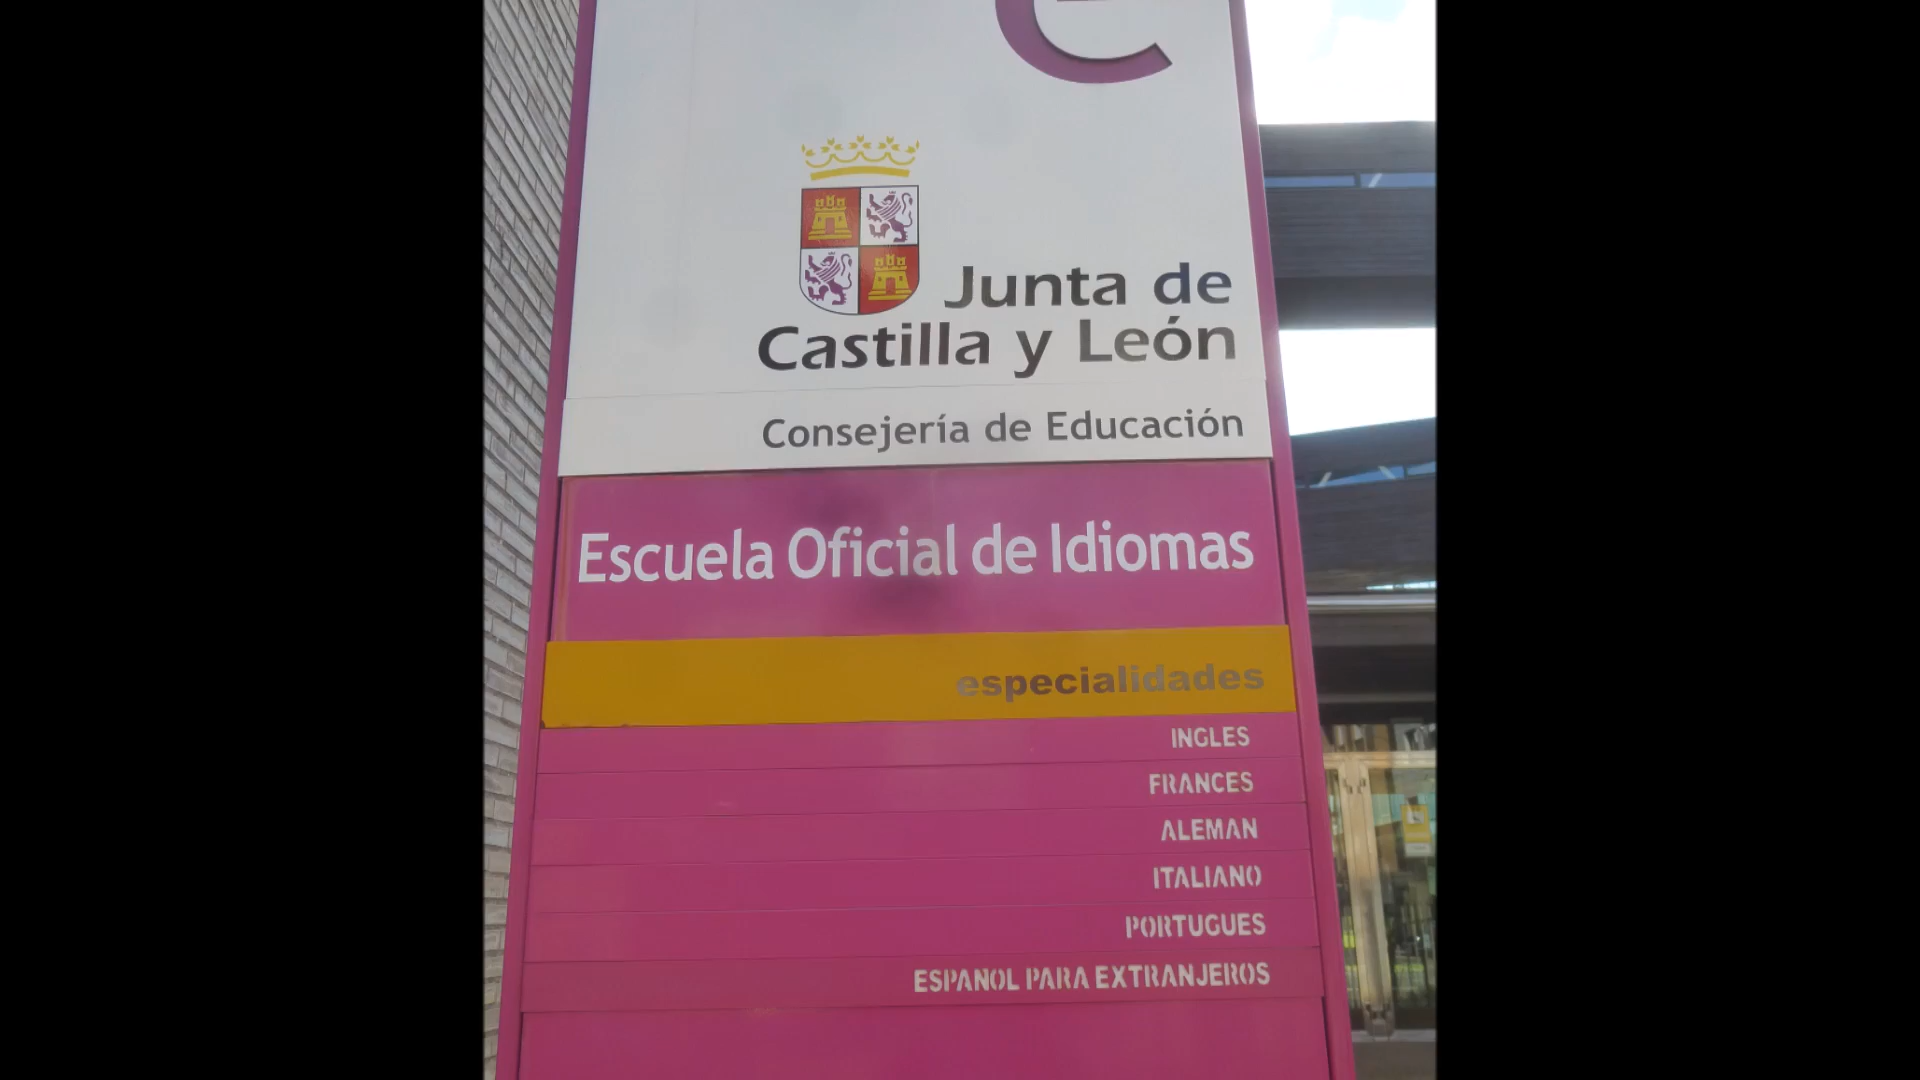 e
Junta de
Castilla y León
Consejería de Educación
Escuela Oficial de Idiomas
especialidades
INGLES
FRANCES
ALEMAN
ITALIANO
PORTUGUES
ESPANOL PARA EXTRANJEROS